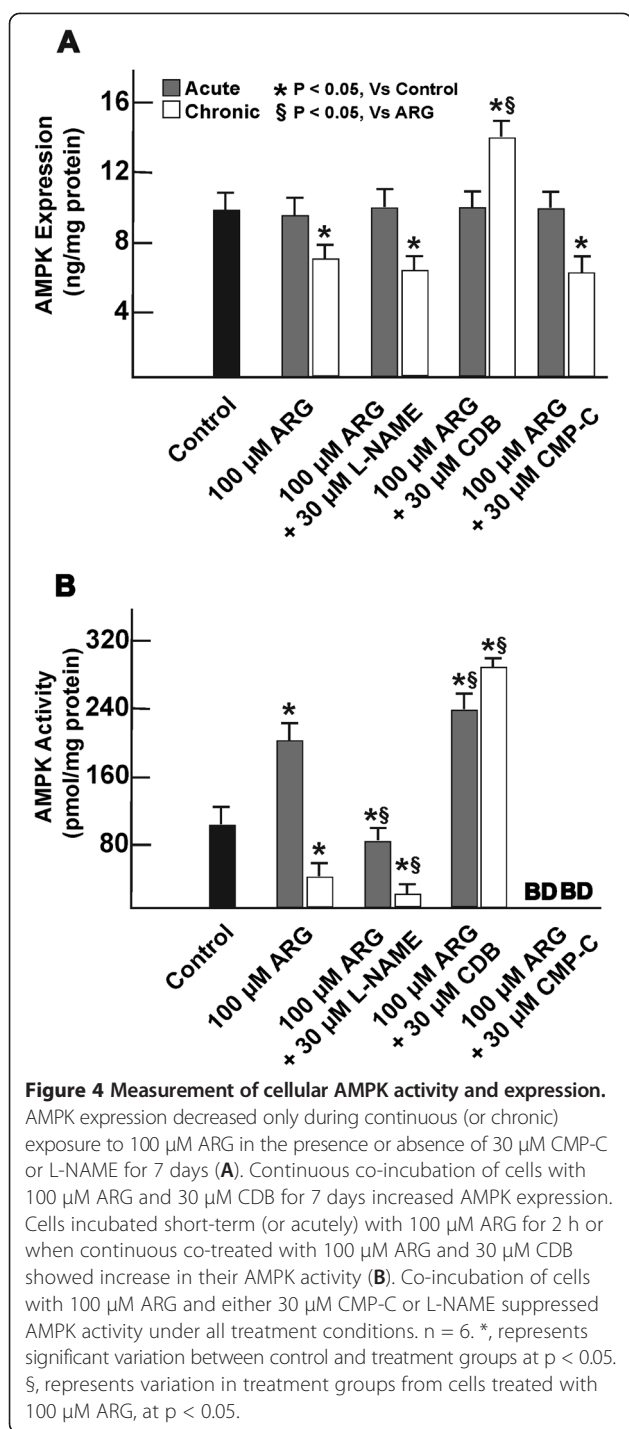 A
Acute * P < 0.05, Vs Control
Chronic § P < 0.05, Vs ARG
AMPK Expression
(ng/mg protein)
16
12
8
4
*
*
*§
*
Control
100 µM ARG
100 µM ARG
+ 30 µM L-NAME
100 µM ARG
+ 30 µM CDB
100 µM ARG
+ 30 µM CMP-C
B
AMPK Activity
(pmol/mg protein)
320
240
160
80
*
*
*§
*§
*§
*§
BD BD
Control
100 µM ARG
100 µM ARG
+ 30 µM L-NAME
100 µM ARG
+ 30 µM CDB
100 µM ARG
+ 30 µM CMP-C
Figure 4 Measurement of cellular AMPK activity and expression.
AMPK expression decreased only during continuous (or chronic)
exposure to 100 µM ARG in the presence or absence of 30 µM CMP-C
or L-NAME for 7 days (A). Continuous co-incubation of cells with
100 µM ARG and 30 µM CDB for 7 days increased AMPK expression.
Cells incubated short-term (or acutely) with 100 µM ARG for 2 h or
when continuous co-treated with 100 µM ARG and 30 µM CDB
showed increase in their AMPK activity (B). Co-incubation of cells
with 100 µM ARG and either 30 µM CMP-C or L-NAME suppressed
AMPK activity under all treatment conditions. n = 6. *, represents
significant variation between control and treatment groups at p < 0.05.
§, represents variation in treatment groups from cells treated with
100 µM ARG, at p < 0.05.